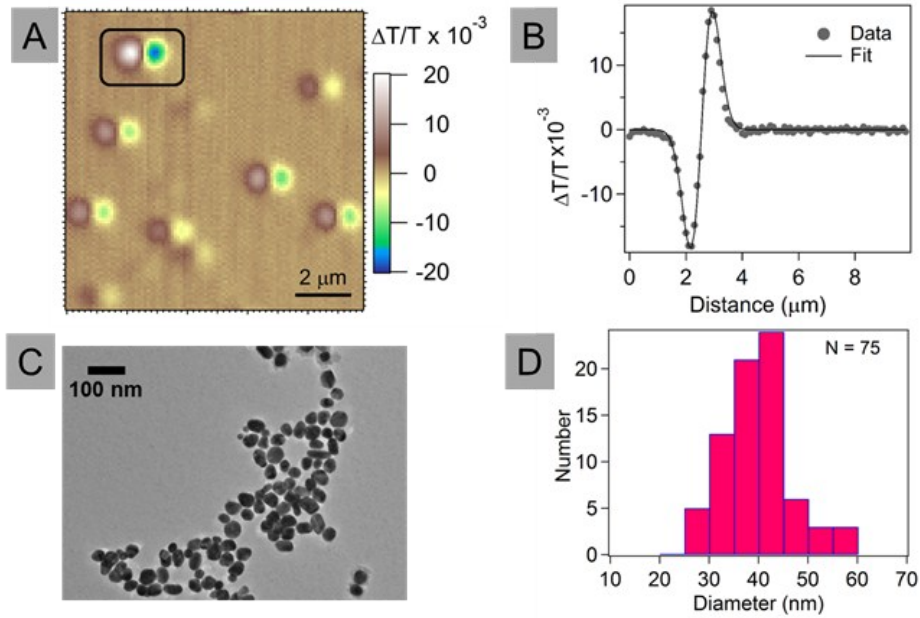 A
ΔT/T x 10⁻³
20
10
0
-10
-20
2 μm
B
Data
Fit
10
0
-10
ΔT/T x10⁻³
0
2
4
6
8
Distance (μm)
C
100 nm
D
N = 75
20
15
10
5
0
Number
10
20
30
40
50
60
70
Diameter (nm)